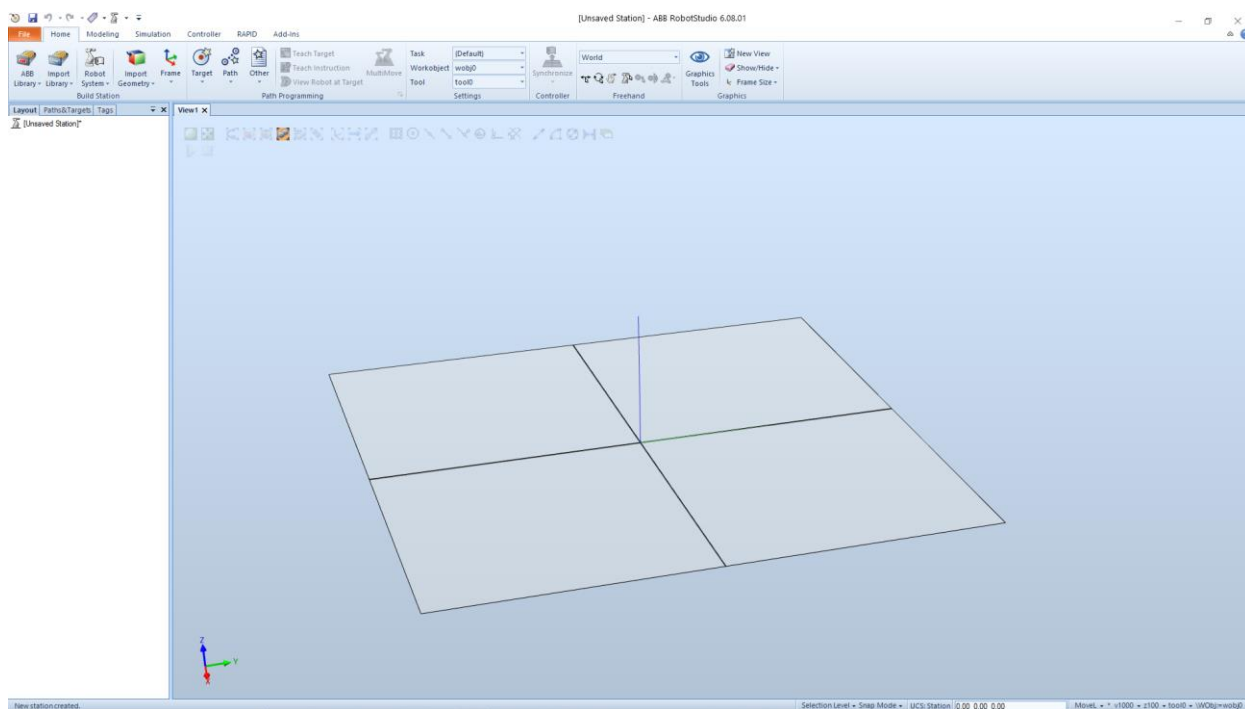 [Unsaved Station] - ABB RobotStudio 6.08.01
File Home Modeling Simulation Controller RAPID Add-Ins
ABB Library Import Library Robot System Import Geometry Frame
Build Station
Target Path Other
Teach Target
Teach Instruction
View Robot at Target
MultiMove
Path Programming
Task (Default)
Workobject wobj0
Tool tool0
Settings
Synchronize
Controller
World
Freehand
Graphics Tools
New View
Show/Hide
Frame Size
Graphics
Layout Paths&Targets Tags
[Unsaved Station]*
View1
Z
Y
X
New station created.
Selection Level Snap Mode UCS: Station 0.00 0.00 0.00 MoveL * v1000 z100 tool0 \WObj:=wobj0